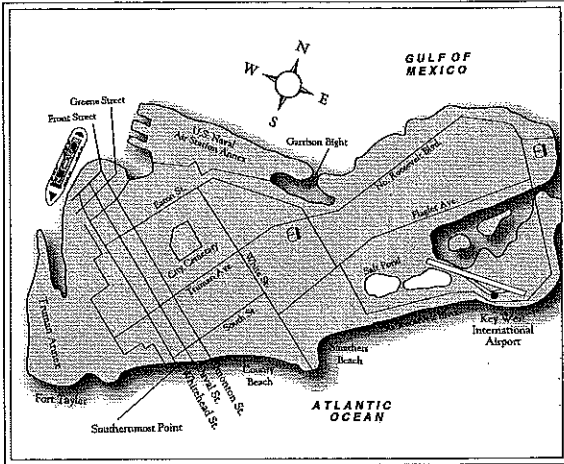 N
W
E
S
GULF OF
MEXICO
Greene Street
Front Street
U.S. Naval
Air Station Annex
Garrison Bight
No. Roosevelt Blvd.
Eaton St.
Flagler Ave.
City Cemetery
Truman Ave.
White St.
Salt Pond
South St.
Truman Annex
Key West
International
Airport
Smathers
Beach
County
Beach
Simonton St.
Duval St.
Whitehead St.
Fort Taylor
Southernmost Point
ATLANTIC
OCEAN